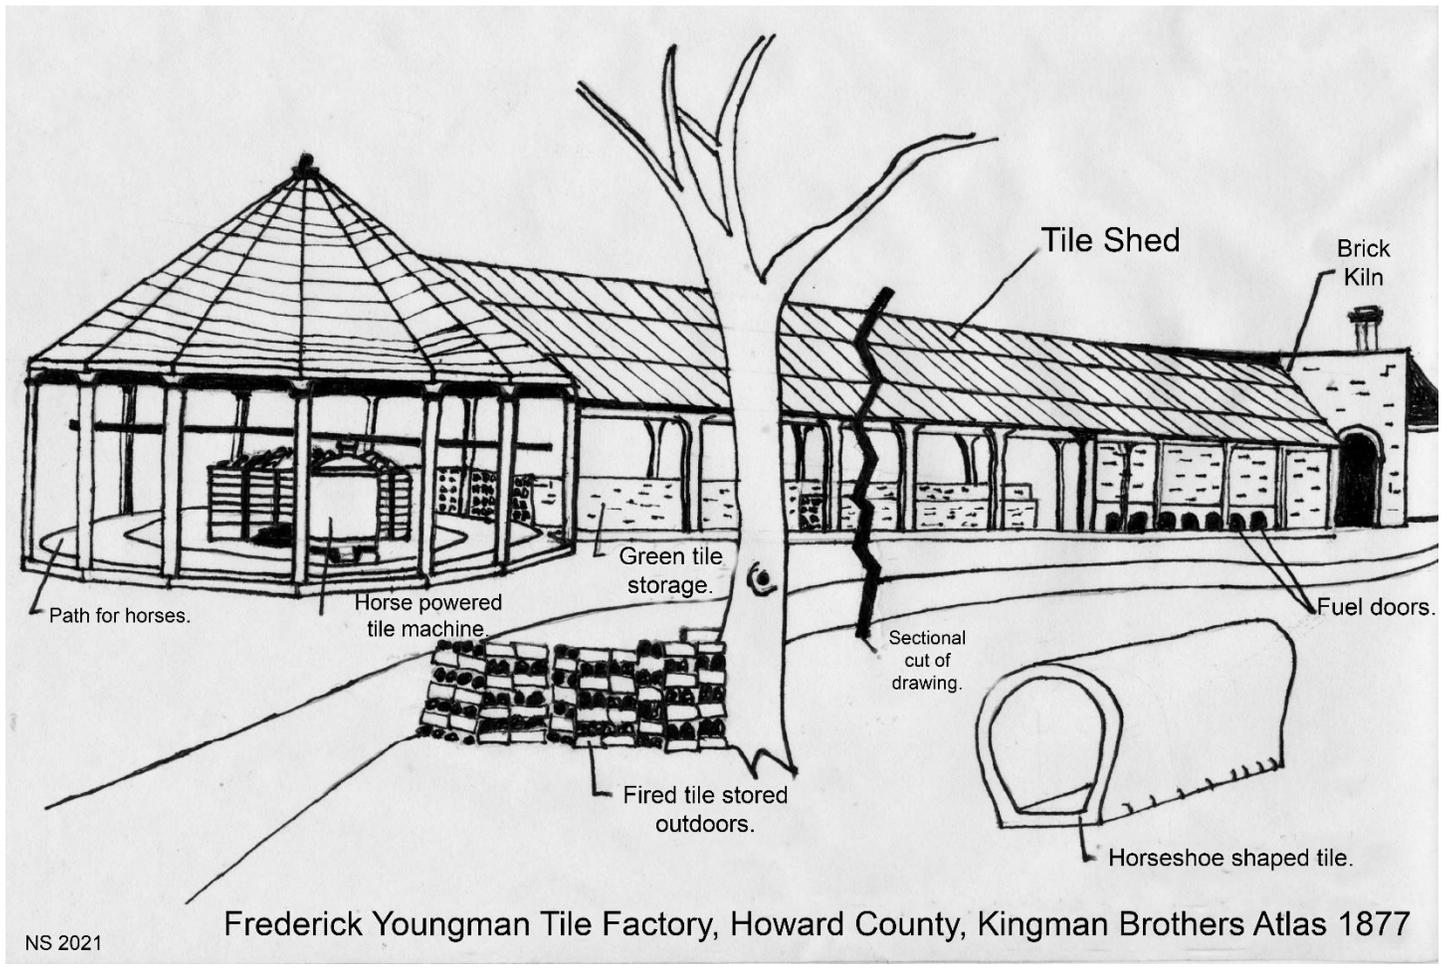 Tile Shed
Brick
Kiln
Green tile
storage.
Path for horses.
Horse powered
tile machine.
Fuel doors.
Sectional
cut of
drawing.
Fired tile stored
outdoors.
Horseshoe shaped tile.
Frederick Youngman Tile Factory, Howard County, Kingman Brothers Atlas 1877
NS 2021